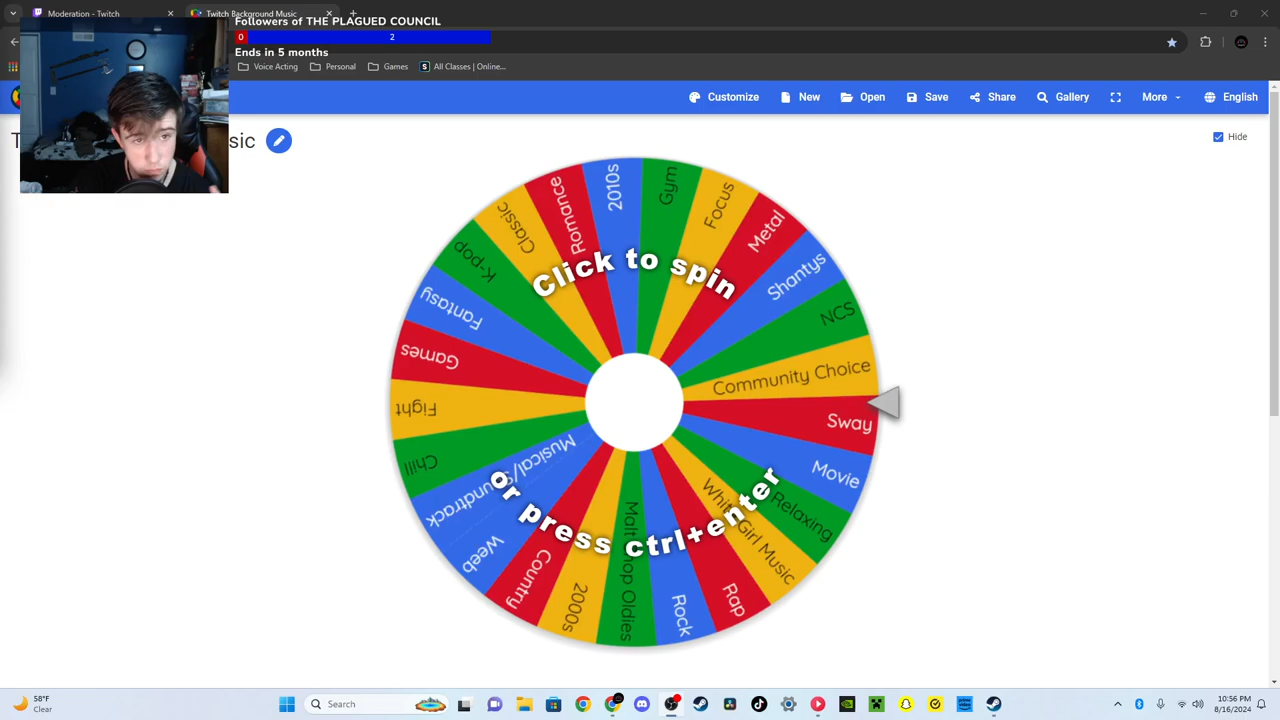 Moderation - Twitch
Twitch Background Music
Followers of THE PLAGUED COUNCIL
0
2
Ends in 5 months
Voice Acting
Personal
Games
S
All Classes | Online...
Customize
New
Open
Save
Share
Gallery
More
English
sic
Hide
2010s
Gym
Focus
Metal
Shantys
NCS
Community Choice
Sway
Movie
Relaxing
White Girl Music
Rap
Rock
Malt Shop Oldies
2000s
Country
Weeb
Musical/Soundtrack
Chill
Fight
Games
Fantasy
K-pop
Classic
Romance
Click to spin
or press ctrl+enter
58°F
Clear
Search
10:56 PM
8/16/2024